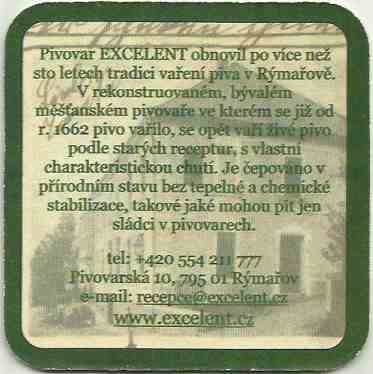 Pivovar EXCELENT obnovil po více než
sto letech tradici vaření piva v Rýmařově.
V rekonstruovaném, bývalém
měšťanském pivovaře ve kterém se již od
r. 1662 pivo vařilo, se opět vaří živé pivo
podle starých receptur, s vlastní
charakteristickou chutí. Je čepováno v
přírodním stavu bez tepelné a chemické
stabilizace, takové jaké mohou pít jen
sládci v pivovarech.
tel: +420 554 211 777
Pivovarská 10, 795 01 Rýmařov
e-mail: recepce@excelent.cz
www.excelent.cz